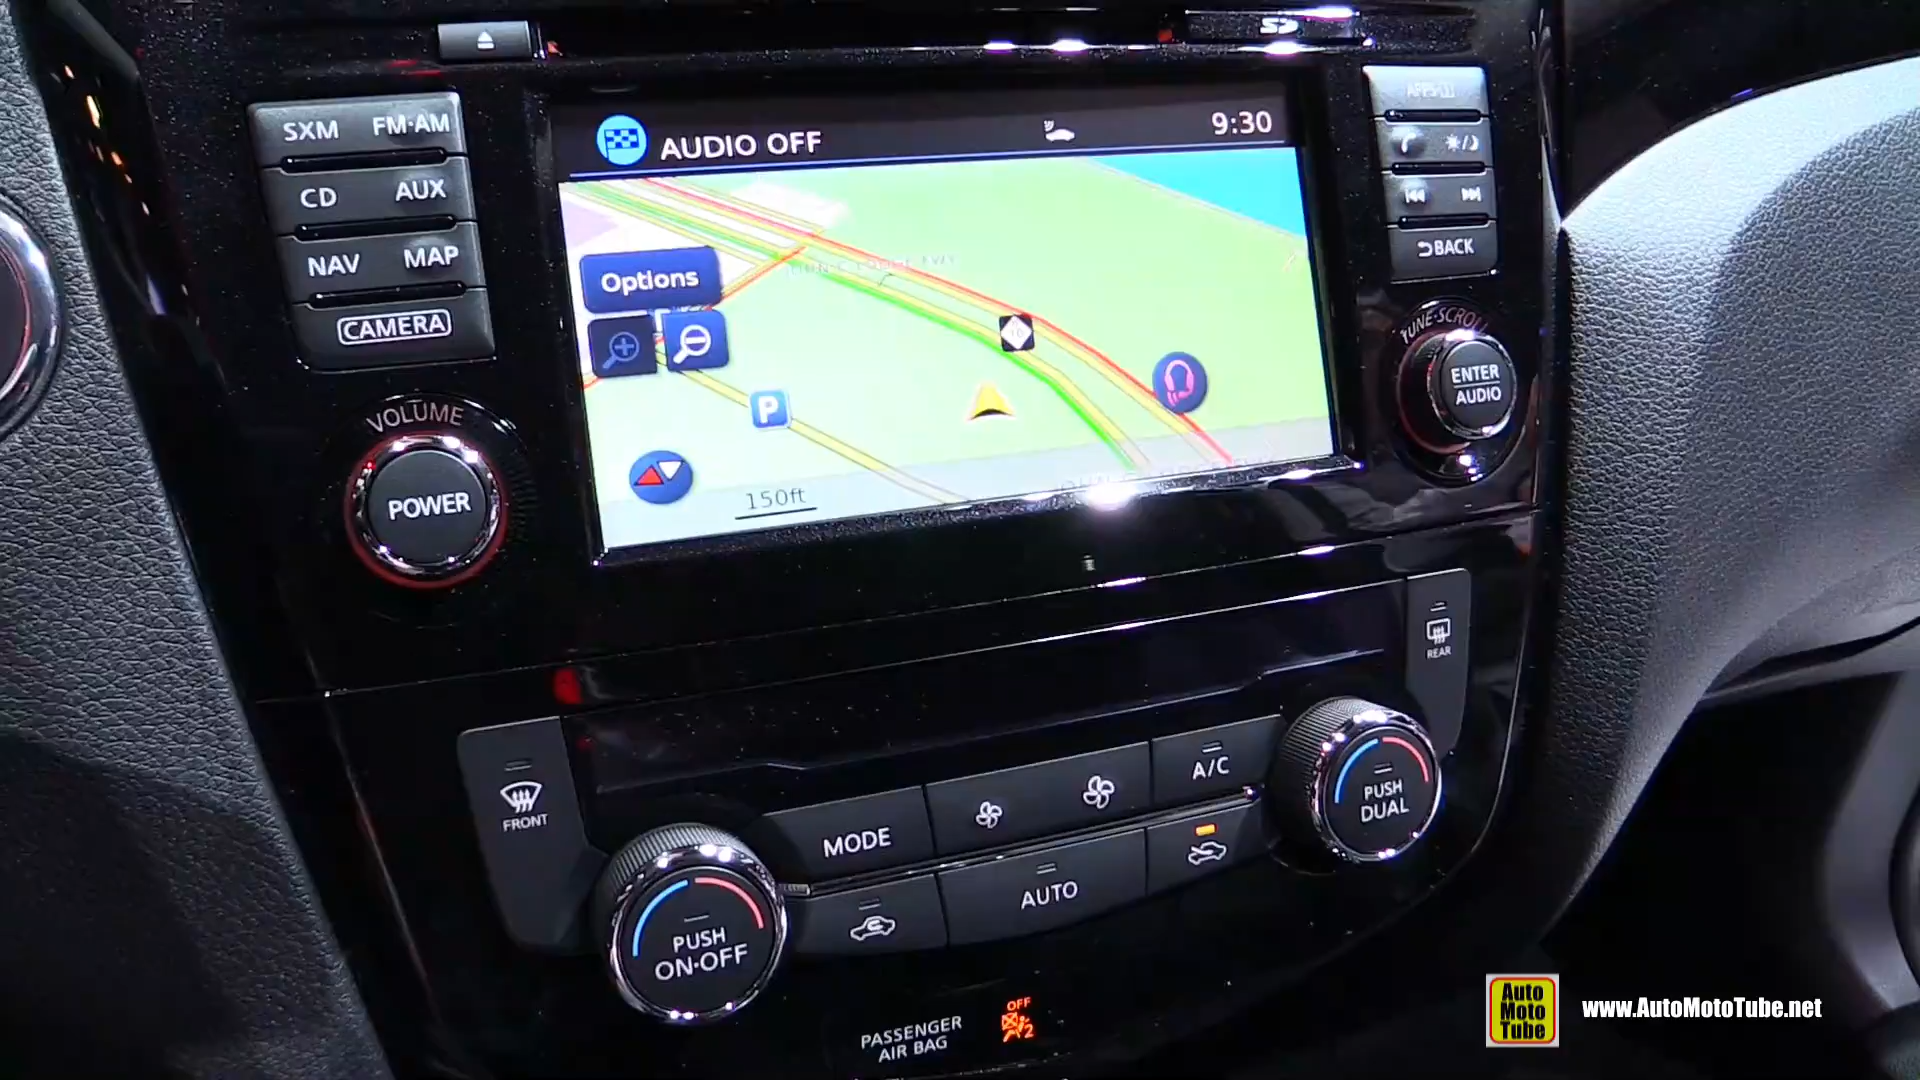 SD
SXM FM·AM
CD AUX
NAV MAP
CAMERA
VOLUME
POWER
AUDIO OFF
9:30
Options
P
150ft
BACK
TUNE·SCROLL
ENTER
AUDIO
REAR
FRONT
MODE
A/C
AUTO
PUSH
DUAL
PUSH
ON·OFF
PASSENGER
AIR BAG
OFF
2
Auto
Moto
Tube
www.AutoMotoTube.net